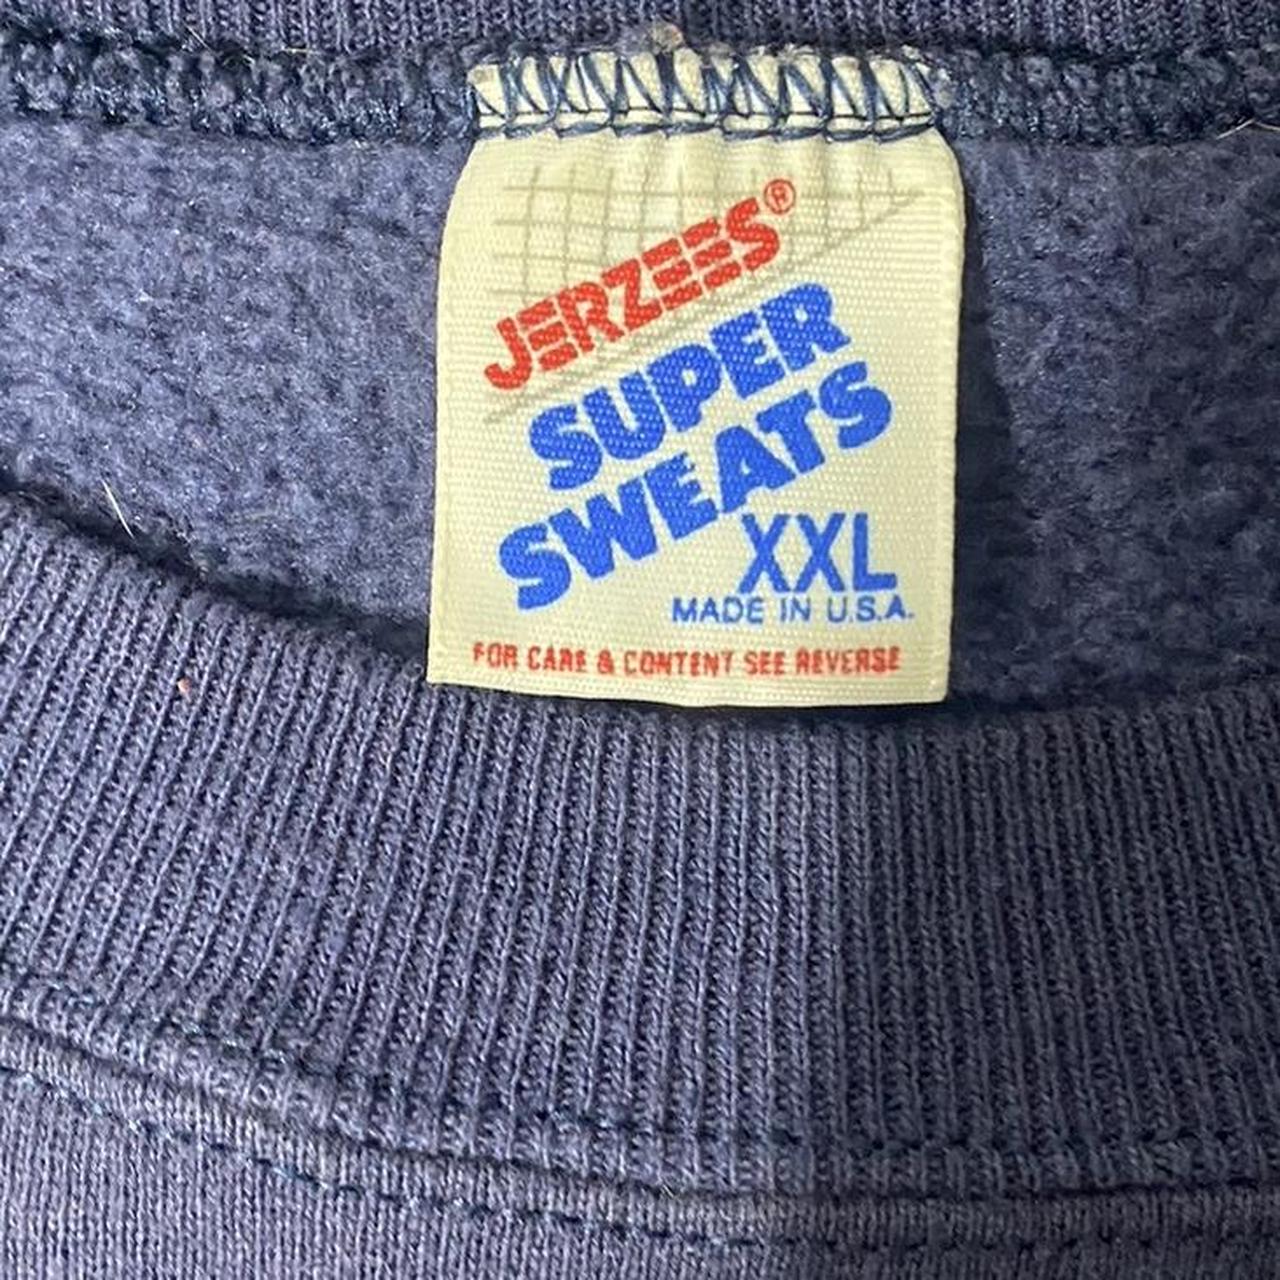 JERZEES®
SUPER
SWEATS
XXL
MADE IN U.S.A.
FOR CARE & CONTENT SEE REVERSE